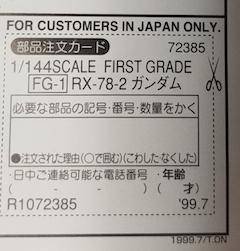 FOR CUSTOMERS IN JAPAN ONLY.
部品注文カード 72385
1/144SCALE FIRST GRADE
FG-1 RX-78-2 ガンダム
必要な部品の記号・番号・数量をかく
●注文された理由(○で囲む)(こわした・なくした)
・日中ご連絡可能な電話番号 ・年齢
( - - ) ( 才)
R1072385 '99.7
1999.7/T.ON